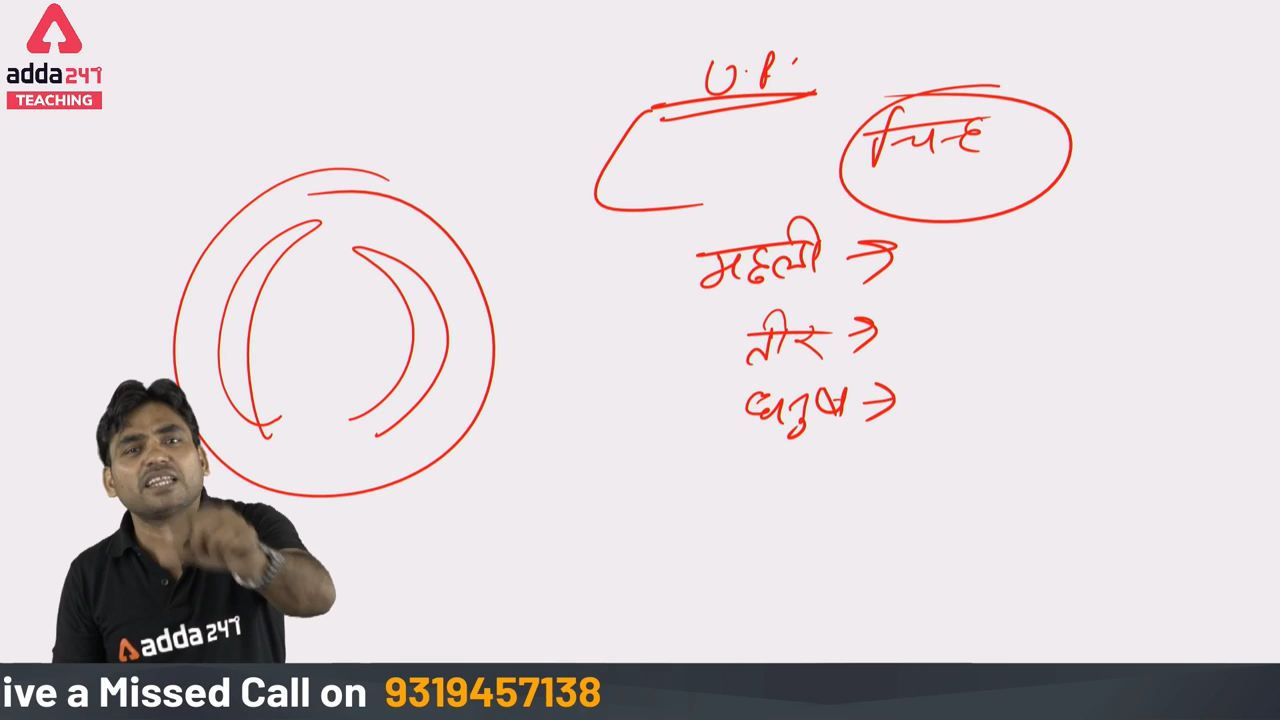 adda247
TEACHING
U.P.
चिन्ह
मछली →
तीर →
धनुष →
adda247
ive a Missed Call on 9319457138